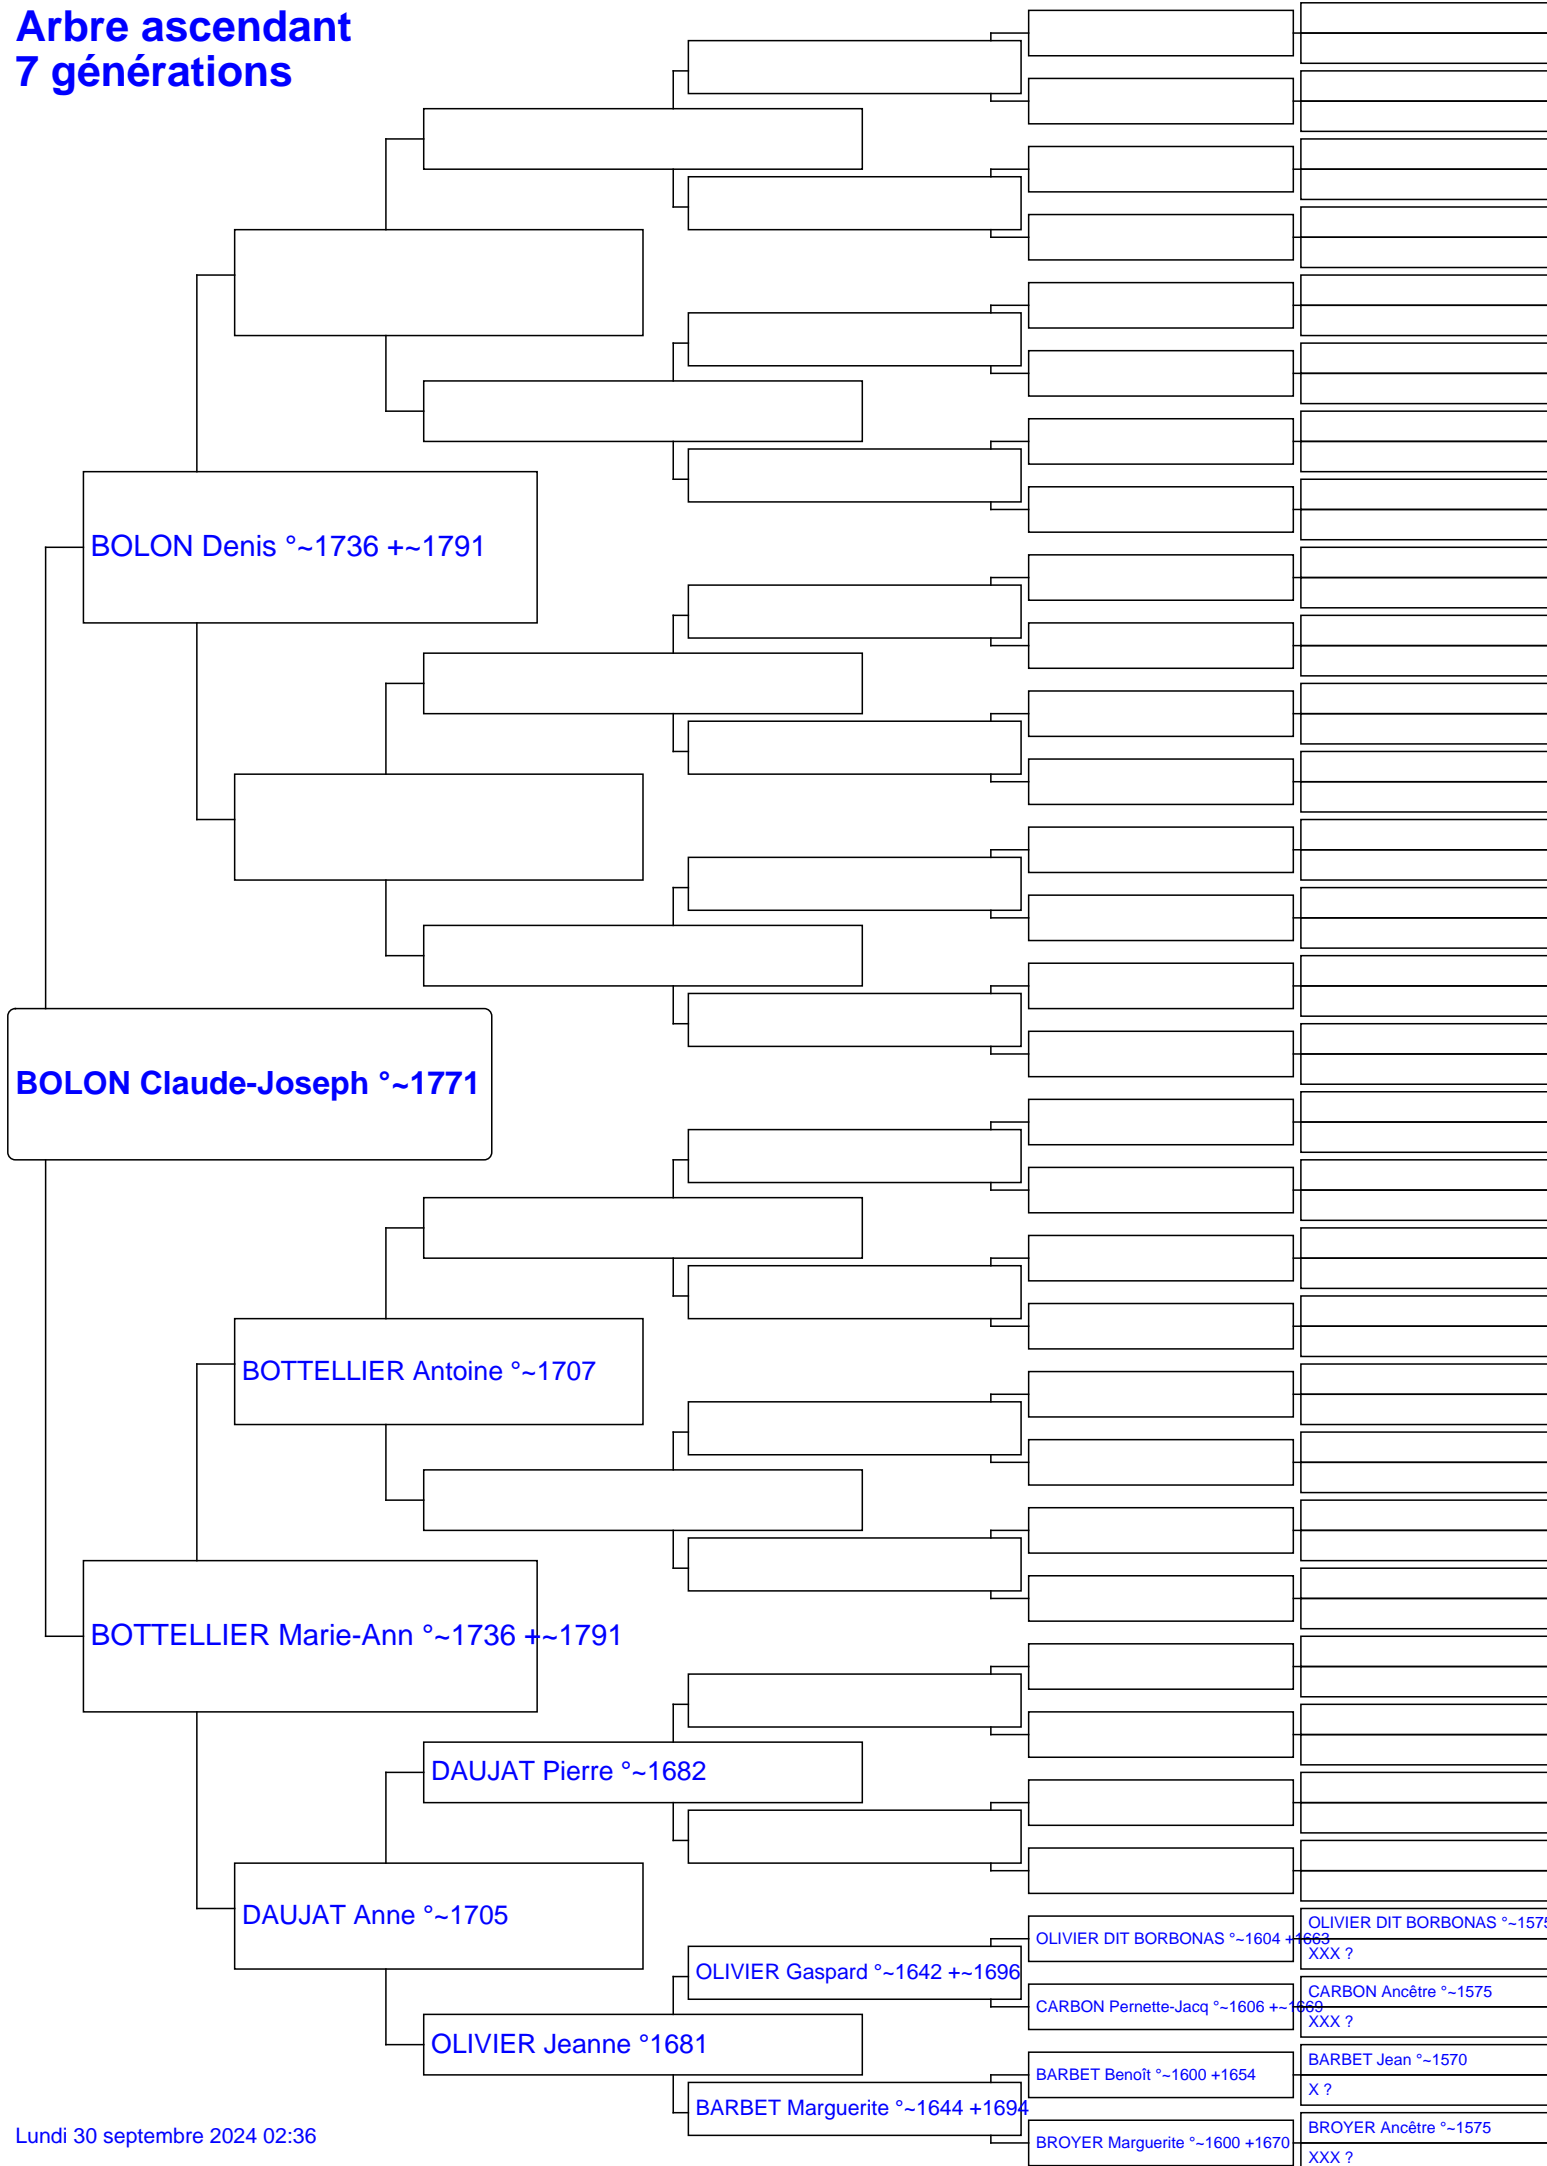 Arbre ascendant
7 générations
BOLON Denis °~1736 +~1791
BOLON Claude-Joseph °~1771
BOTTELLIER Antoine °~1707
BOTTELLIER Marie-Ann °~1736 +~1791
DAUJAT Pierre °~1682
DAUJAT Anne °~1705
OLIVIER DIT BORBONAS °~1575
OLIVIER DIT BORBONAS °~1604 +1663
XXX ?
OLIVIER Gaspard °~1642 +~1696
CARBON Ancêtre °~1575
CARBON Pernette-Jacq °~1606 +~1669
XXX ?
OLIVIER Jeanne °1681
BARBET Jean °~1570
BARBET Benoît °~1600 +1654
X ?
BARBET Marguerite °~1644 +1694
BROYER Ancêtre °~1575
BROYER Marguerite °~1600 +1670
XXX ?
Lundi 30 septembre 2024 02:36